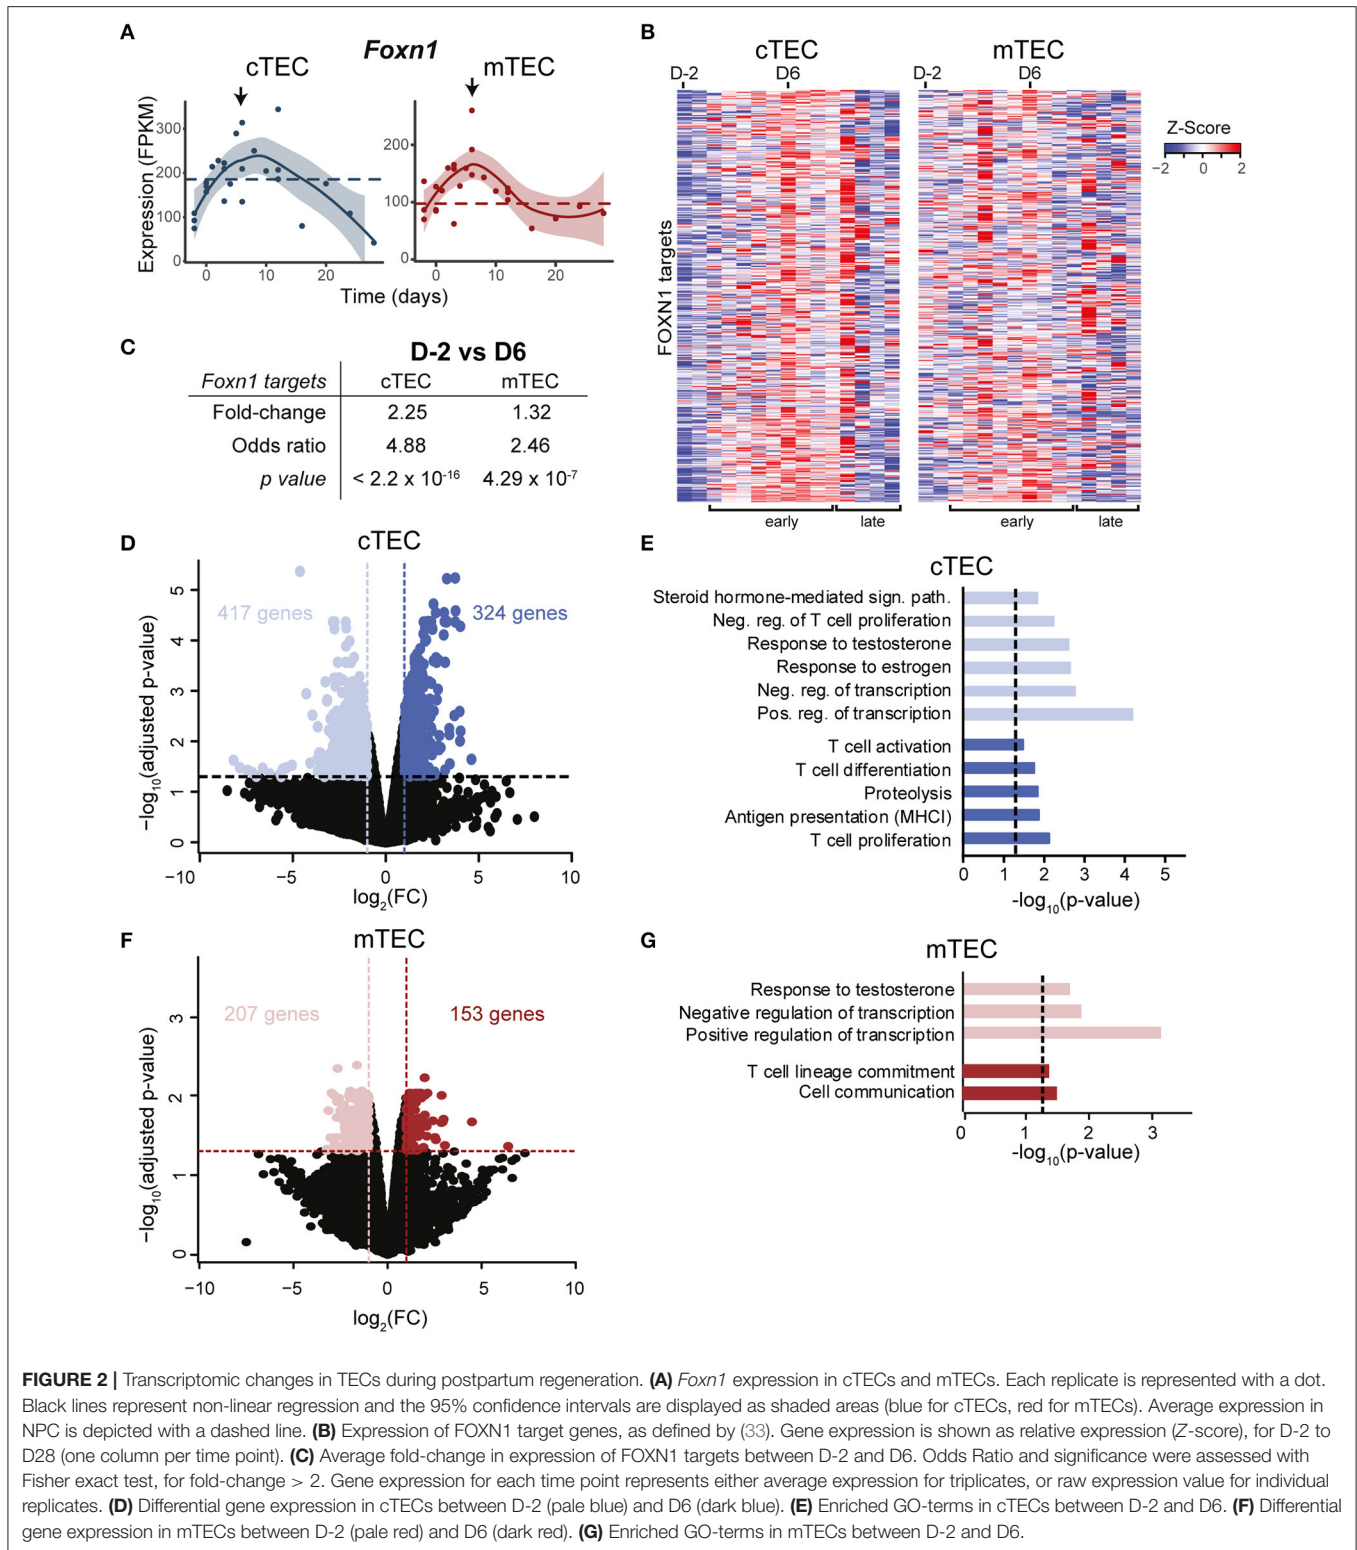 A
Foxn1
cTEC
mTEC
Expression (FPKM)
300
200
100
0
200
100
0
0 10 20
0 10 20
Time (days)
B
cTEC
mTEC
D-2 D6
D-2 D6
FOXN1 targets
early late
early late
Z-Score
−2 0 2
C
D-2 vs D6
Foxn1 targets cTEC mTEC
Fold-change 2.25 1.32
Odds ratio 4.88 2.46
p value < 2.2 x 10-16 4.29 x 10-7
D
cTEC
417 genes
324 genes
−log10(adjusted p-value)
5
4
3
2
1
0
−10 −5 0 5 10
log2(FC)
E
cTEC
Steroid hormone-mediated sign. path.
Neg. reg. of T cell proliferation
Response to testosterone
Response to estrogen
Neg. reg. of transcription
Pos. reg. of transcription
T cell activation
T cell differentiation
Proteolysis
Antigen presentation (MHCI)
T cell proliferation
0 1 2 3 4 5
-log10(p-value)
F
mTEC
207 genes
153 genes
−log10(adjusted p-value)
3
2
1
0
−10 −5 0 5 10
log2(FC)
G
mTEC
Response to testosterone
Negative regulation of transcription
Positive regulation of transcription
T cell lineage commitment
Cell communication
0 1 2 3
-log10(p-value)
FIGURE 2 | Transcriptomic changes in TECs during postpartum regeneration. (A) Foxn1 expression in cTECs and mTECs. Each replicate is represented with a dot.
Black lines represent non-linear regression and the 95% confidence intervals are displayed as shaded areas (blue for cTECs, red for mTECs). Average expression in
NPC is depicted with a dashed line. (B) Expression of FOXN1 target genes, as defined by (33). Gene expression is shown as relative expression (Z-score), for D-2 to
D28 (one column per time point). (C) Average fold-change in expression of FOXN1 targets between D-2 and D6. Odds Ratio and significance were assessed with
Fisher exact test, for fold-change > 2. Gene expression for each time point represents either average expression for triplicates, or raw expression value for individual
replicates. (D) Differential gene expression in cTECs between D-2 (pale blue) and D6 (dark blue). (E) Enriched GO-terms in cTECs between D-2 and D6. (F) Differential
gene expression in mTECs between D-2 (pale red) and D6 (dark red). (G) Enriched GO-terms in mTECs between D-2 and D6.